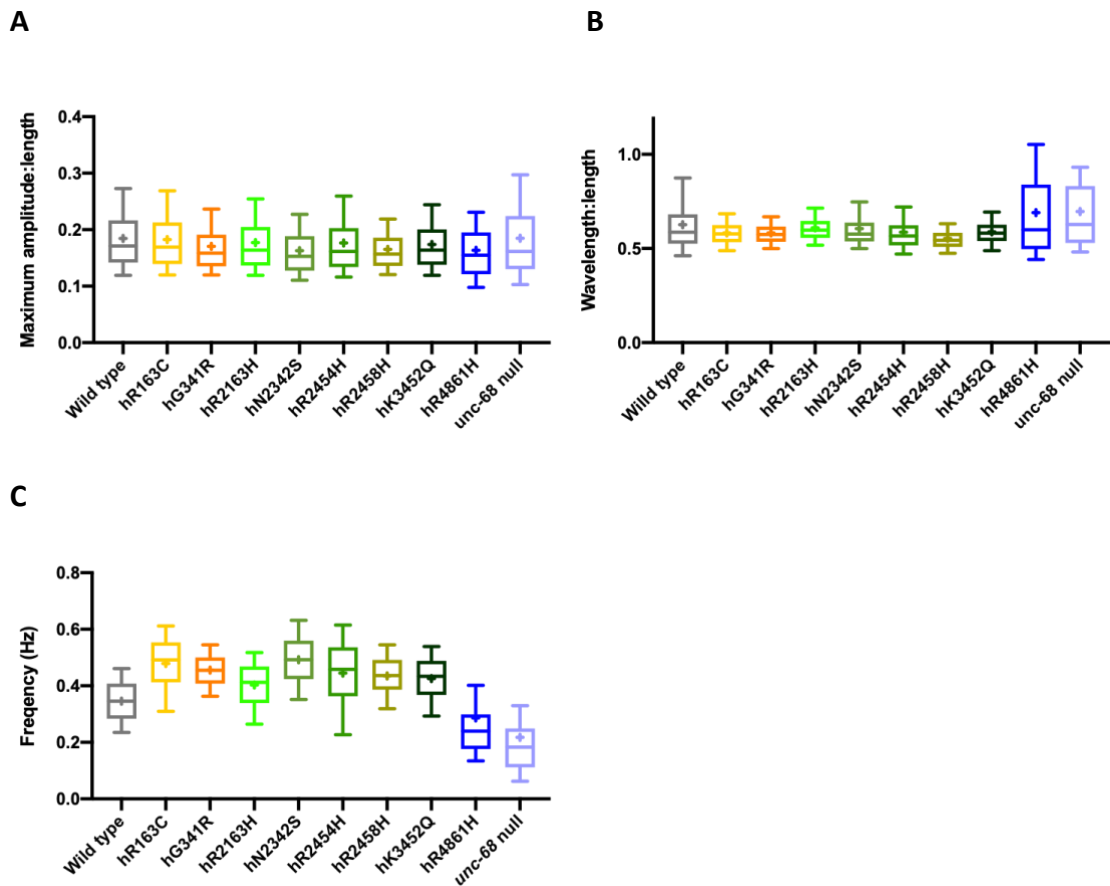 A
B
Maximum amplitude:length
0.4
0.3
0.2
0.1
0.0
Wild type
hR163C
hG341R
hR2163H
hN2342S
hR2454H
hR2458H
hK3452Q
hR4861H
unc-68 null
Wavelength:length
1.0
0.5
0.0
Willd type
hR163C
hG341R
hR2163H
hN2342S
hR2454H
hR2458H
hK3452Q
hR4861H
unc-68 null
C
Freqency (Hz)
0.8
0.6
0.4
0.2
0.0
Wild type
hR163C
hG341R
hR2163H
hN2342S
hR2454H
hR2458H
hK3452Q
hR4861H
unc-68 null